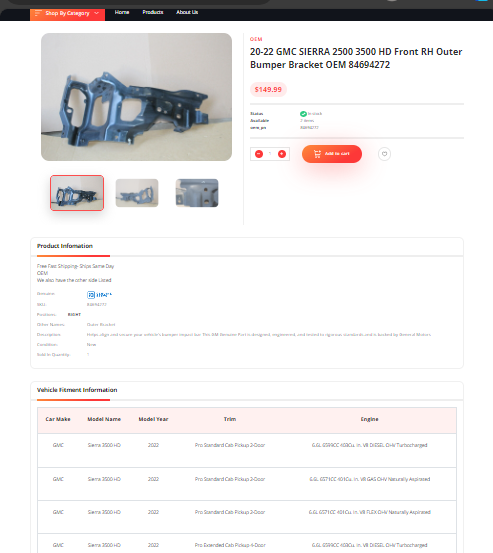 Shop By Category Home Products About Us
OEM
20-22 GMC SIERRA 2500 3500 HD Front RH Outer
Bumper Bracket OEM 84694272
$149.99
Status In stock
Available 1 items
oem_pn 84694272
Add to cart
Product Infomation
Free Fast Shipping- Ships Same Day
OEM
We also have the other side Listed
Genuine:
SKU: 84694272
Positions: RIGHT
Other Names: Outer Bracket
Description: Helps align and secure your vehicle's bumper impact bar This GM Genuine Part is designed, engineered, and tested to rigorous standards and is backed by General Motors
Condition: New
Sold in Quantity: 1
Vehicle Fitment Information
Car Make Model Name Model Year Trim Engine
GMC Sierra 3500 HD 2022 Pro Standard Cab Pickup 2-Door 6.6L 6599CC 403Cu. In. V8 DIESEL OHV Turbocharged
GMC Sierra 3500 HD 2022 Pro Standard Cab Pickup 2-Door 6.6L 6571CC 401Cu. In. V8 GAS OHV Naturally Aspirated
GMC Sierra 3500 HD 2022 Pro Standard Cab Pickup 2-Door 6.6L 6571CC 401Cu. In. V8 FLEX OHV Naturally Aspirated
GMC Sierra 3500 HD 2022 Pro Extended Cab Pickup 4-Door 6.6L 6599CC 403Cu. In. V8 DIESEL OHV Turbocharged